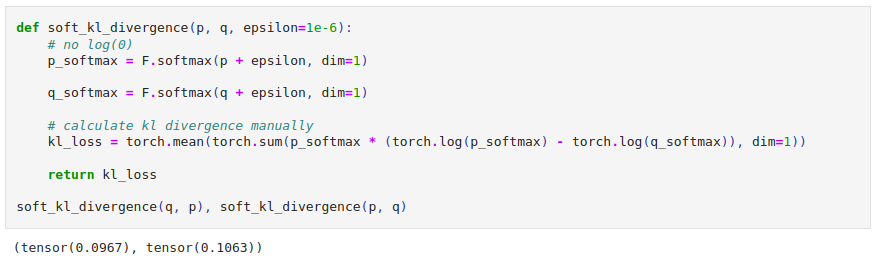 def soft_kl_divergence(p, q, epsilon=1e-6):
    # no log(0)
    p_softmax = F.softmax(p + epsilon, dim=1)
    q_softmax = F.softmax(q + epsilon, dim=1)
    # calculate kl divergence manually
    kl_loss = torch.mean(torch.sum(p_softmax * (torch.log(p_softmax) - torch.log(q_softmax)), dim=1))
    return kl_loss
soft_kl_divergence(q, p), soft_kl_divergence(p, q)
(tensor(0.0967), tensor(0.1063))